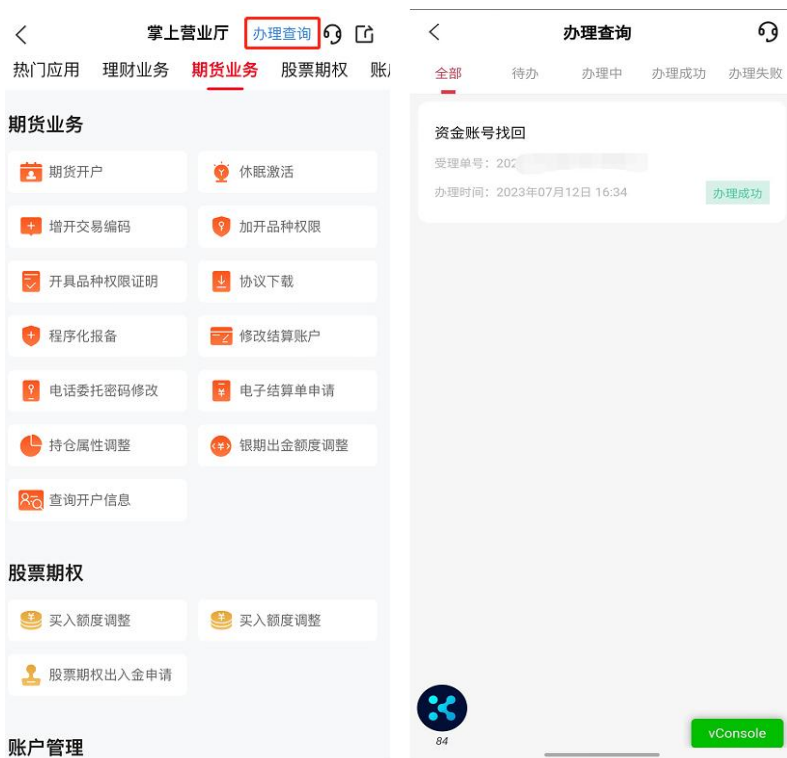 掌上营业厅 办理查询
热门应用 理财业务 期货业务 股票期权
期货业务
期货开户 休眠激活
增开交易编码 加开品种权限
开具品种权限证明 协议下载
程序化报备 修改结算账户
电话委托密码修改 电子结算单申请
持仓属性调整 银期出金额度调整
查询开户信息
股票期权
买入额度调整 买入额度调整
股票期权出入金申请
账户管理
办理查询
全部 待办 办理中 办理成功 办理失败
资金账号找回
受理单号：202
办理时间：2023年07月12日 16:34 办理成功
84
vConsole